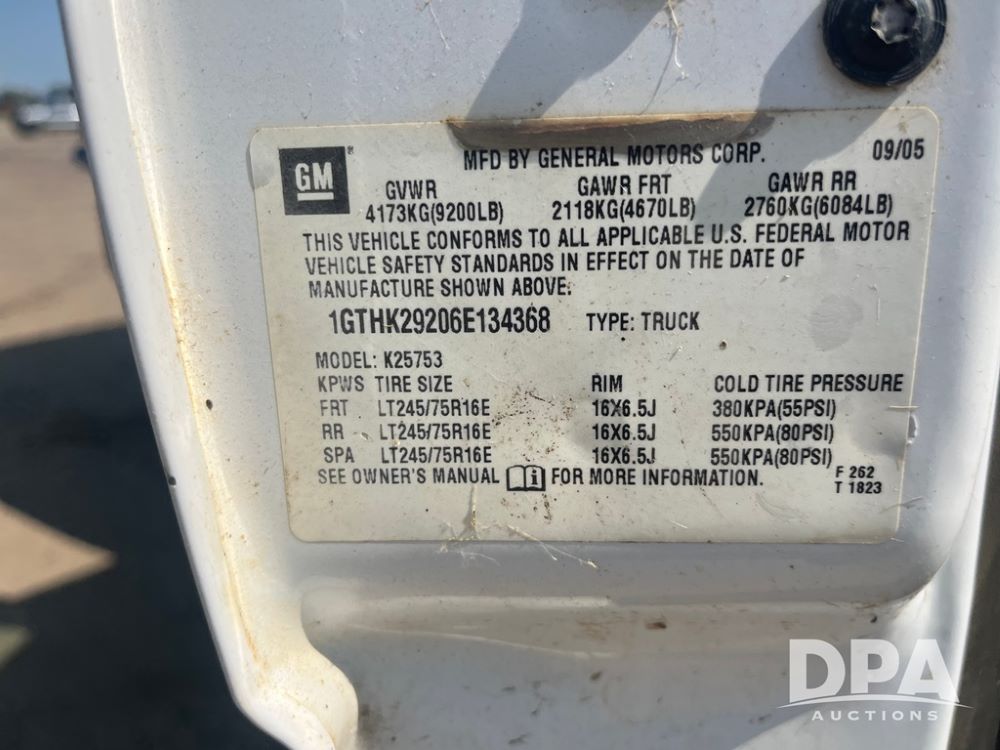 GM®
MFD BY GENERAL MOTORS CORP. 09/05
GVWR GAWR FRT GAWR RR
4173KG(9200LB) 2118KG(4670LB) 2760KG(6084LB)
THIS VEHICLE CONFORMS TO ALL APPLICABLE U.S. FEDERAL MOTOR
VEHICLE SAFETY STANDARDS IN EFFECT ON THE DATE OF
MANUFACTURE SHOWN ABOVE.
1GTHK29206E134368 TYPE: TRUCK
MODEL: K25753
KPWS TIRE SIZE RIM COLD TIRE PRESSURE
FRT LT245/75R16E 16X6.5J 380KPA(55PSI)
RR LT245/75R16E 16X6.5J 550KPA(80PSI)
SPA LT245/75R16E 16X6.5J 550KPA(80PSI)
SEE OWNER'S MANUAL i FOR MORE INFORMATION.
F 262
T 1823
DPA
AUCTIONS